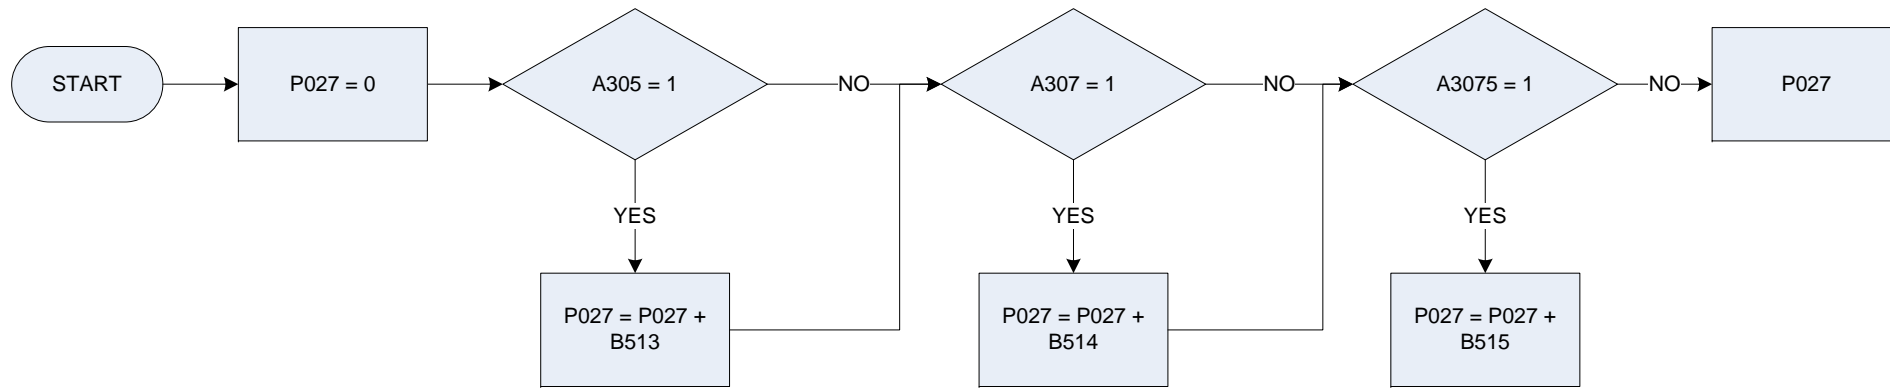 START
P027 = 0
A305 = 1
NO
A307 = 1
NO
A3075 = 1
NO
P027
YES
YES
YES
P027 = P027 +
B513
P027 = P027 +
B514
P027 = P027 +
B515